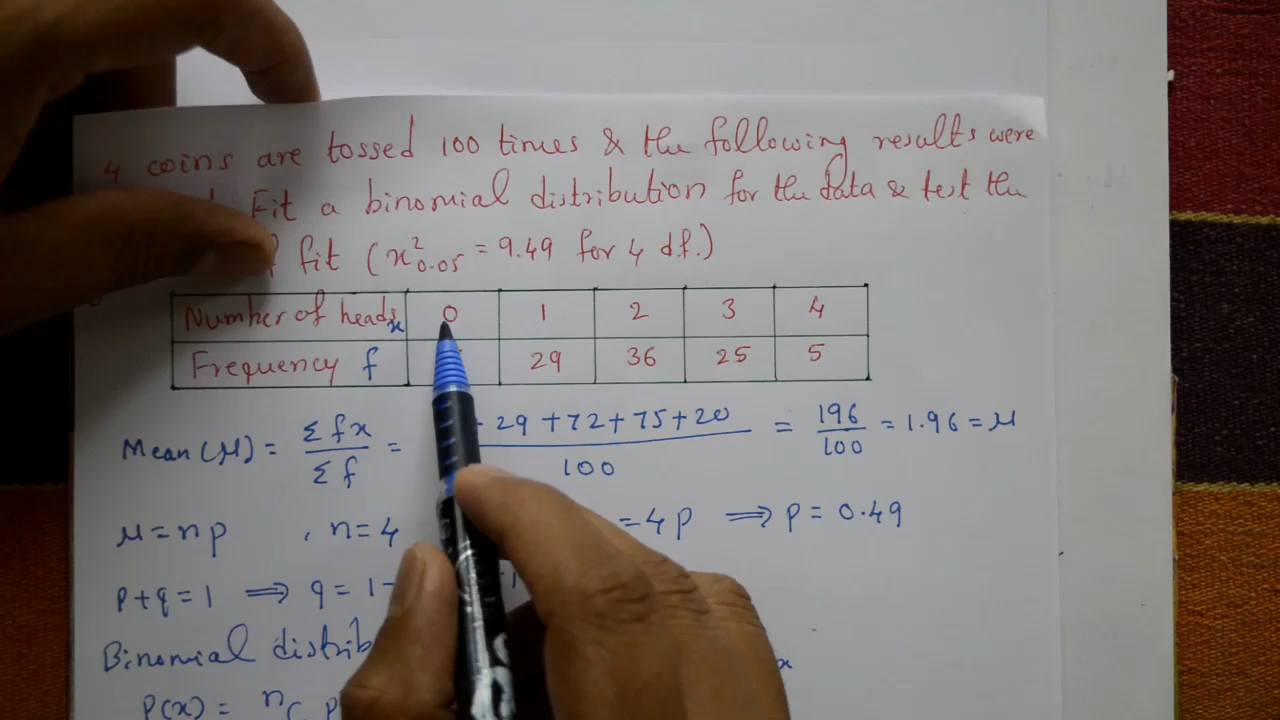 4 coins are tossed 100 times & the following results were
Fit a binomial distribution for the data & test the
fit (x²0.05 = 9.49 for 4 df.)
Number of heads x 0 1 2 3 4
Frequency f 29 36 25 5
Mean (μ) = Σfx / Σf = 29 + 72 + 75 + 20 / 100 = 196 / 100 = 1.96 = μ
μ = np , n = 4 = 4p ⟹ p = 0.49
p + q = 1 ⟹ q = 1 -
Binomial x
P(x) = nC p